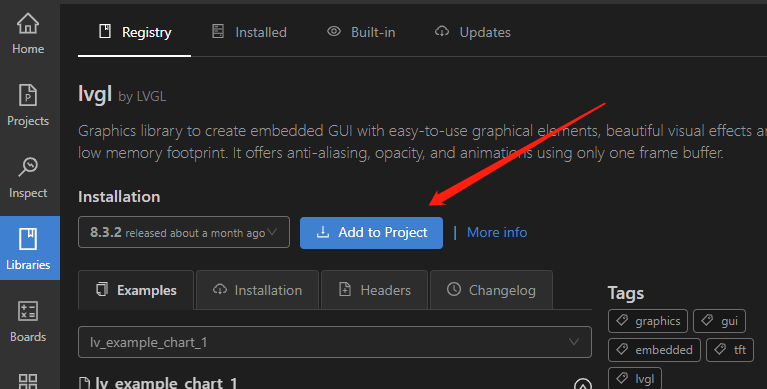 Home
Projects
Inspect
Libraries
Boards
Registry
Installed
Built-in
Updates
lvgl by LVGL
Graphics library to create embedded GUI with easy-to-use graphical elements, beautiful visual effects
low memory footprint. It offers anti-aliasing, opacity, and animations using only one frame buffer.
Installation
8.3.2 released about a month ago
Add to Project
| More info
Examples
Installation
Headers
Changelog
lv_example_chart_1
lv_example_chart_1
Tags
graphics
gui
embedded
tft
lvgl